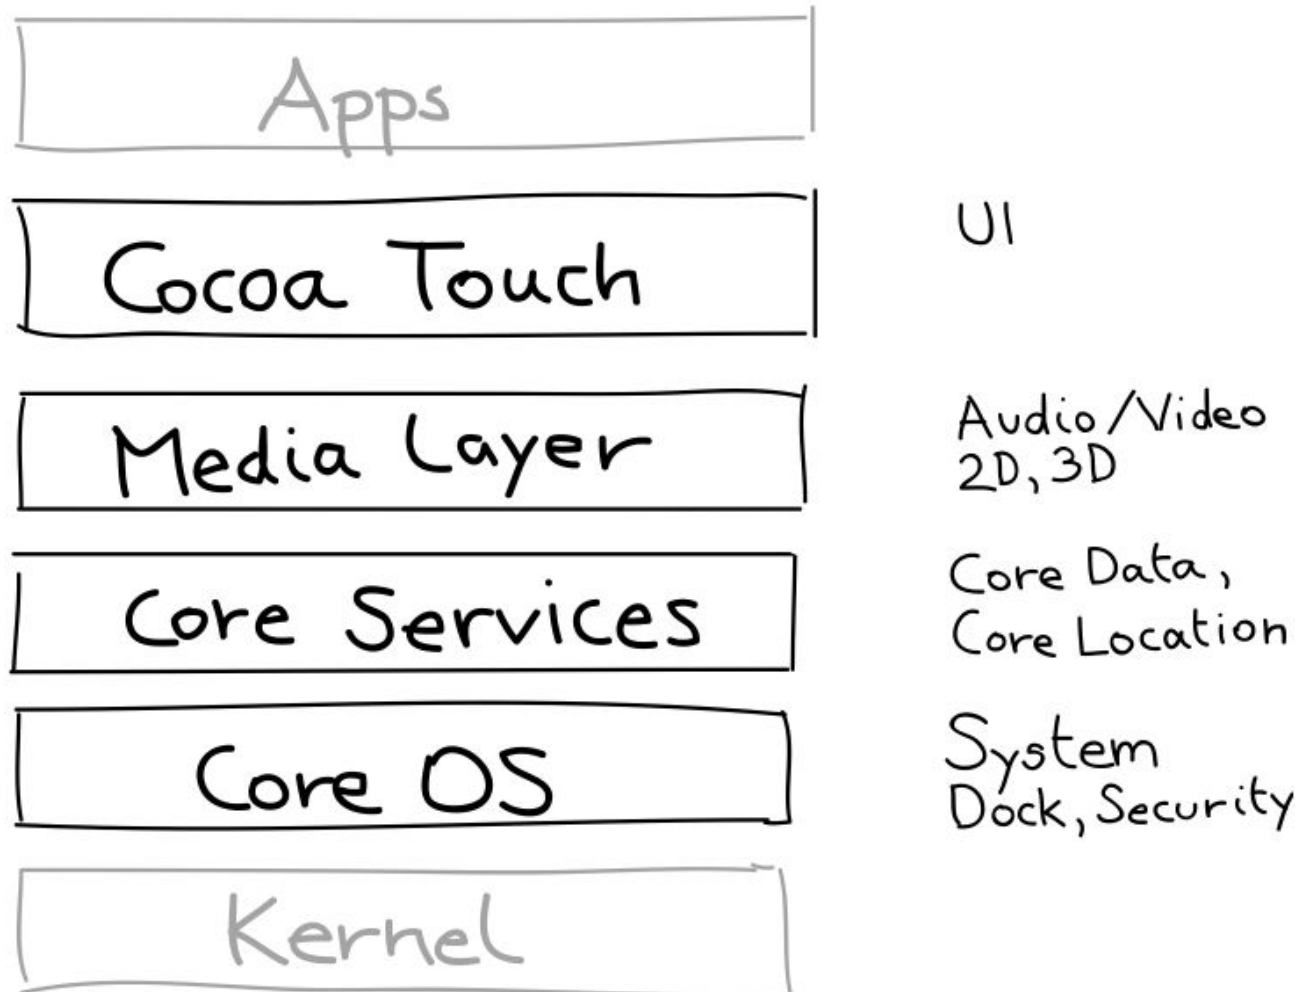 Apps
Cocoa Touch
UI
Media Layer
Audio/Video
2D, 3D
Core Services
Core Data,
Core Location
Core OS
System
Dock, Security
Kernel